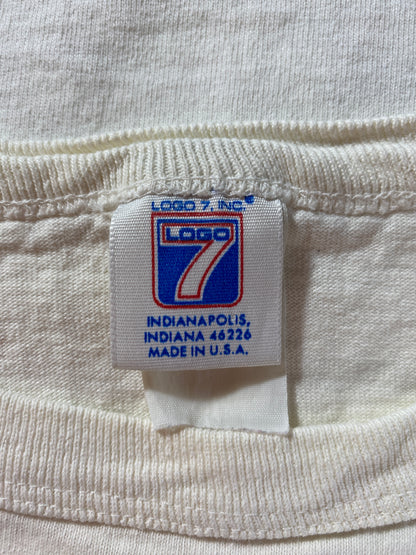 LOGO 7, INC.®
LOGO
7
INDIANAPOLIS,
INDIANA 46226
MADE IN U.S.A.